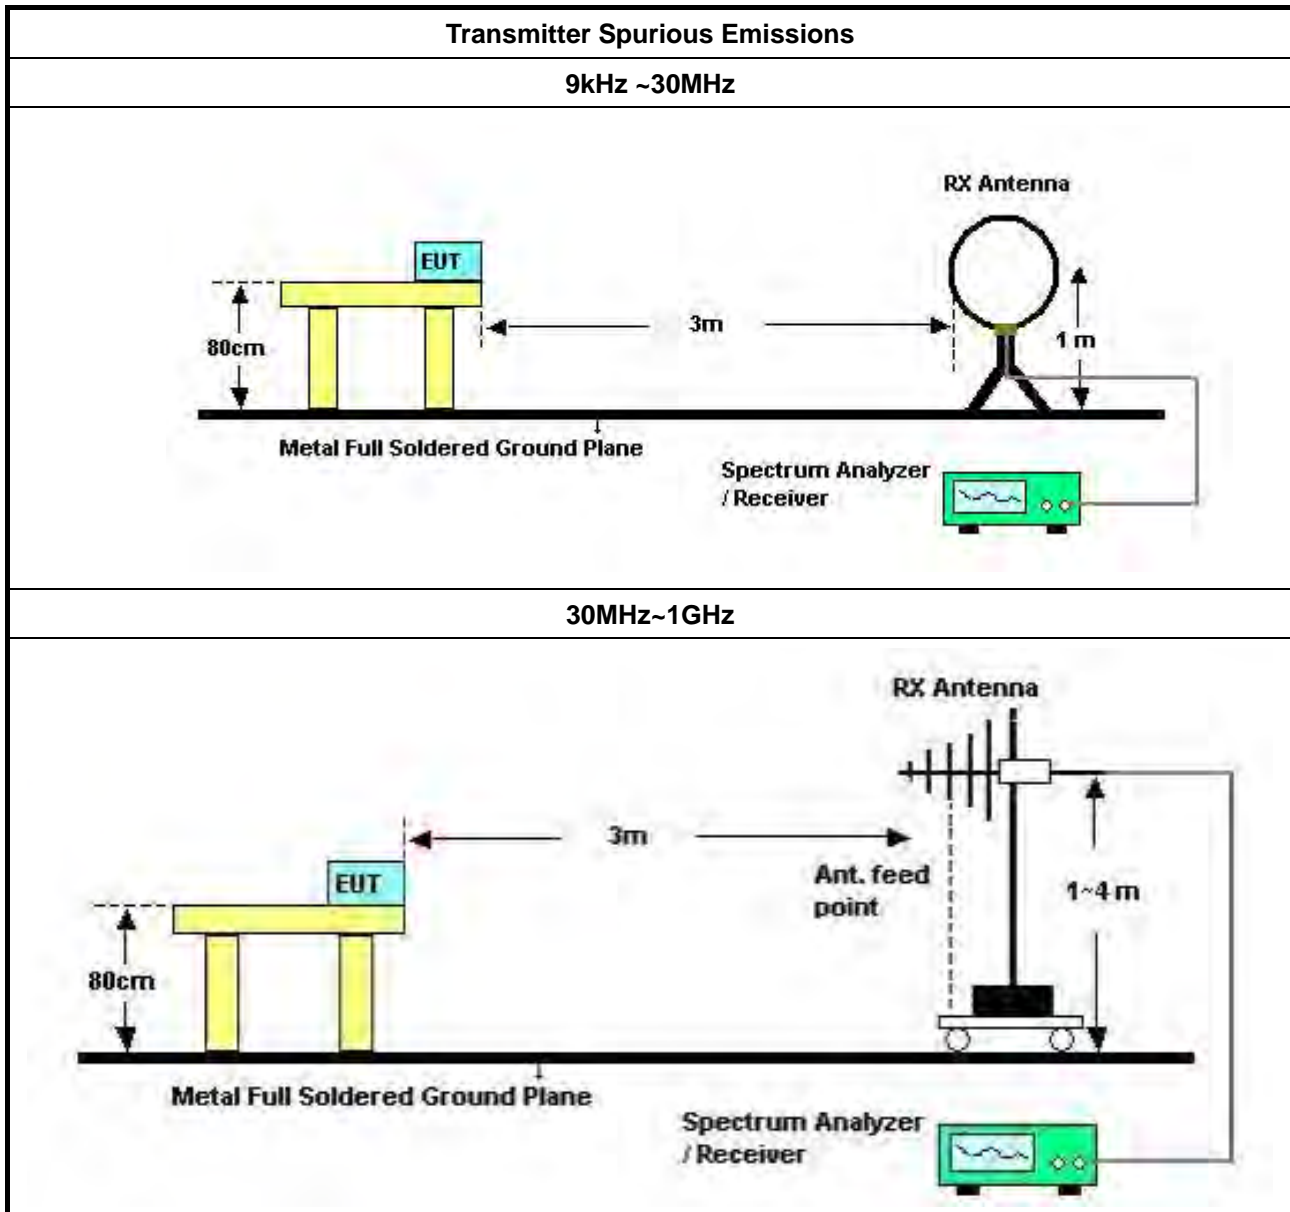 Transmitter Spurious Emissions
9kHz ~30MHz
RX Antenna
EUT
3m
80cm
1 m
Metal Full Soldered Ground Plane
Spectrum Analyzer
/ Receiver
30MHz~1GHz
RX Antenna
3m
EUT
Ant. feed
point
1~4 m
80cm
Metal Full Soldered Ground Plane
Spectrum Analyzer
/ Receiver